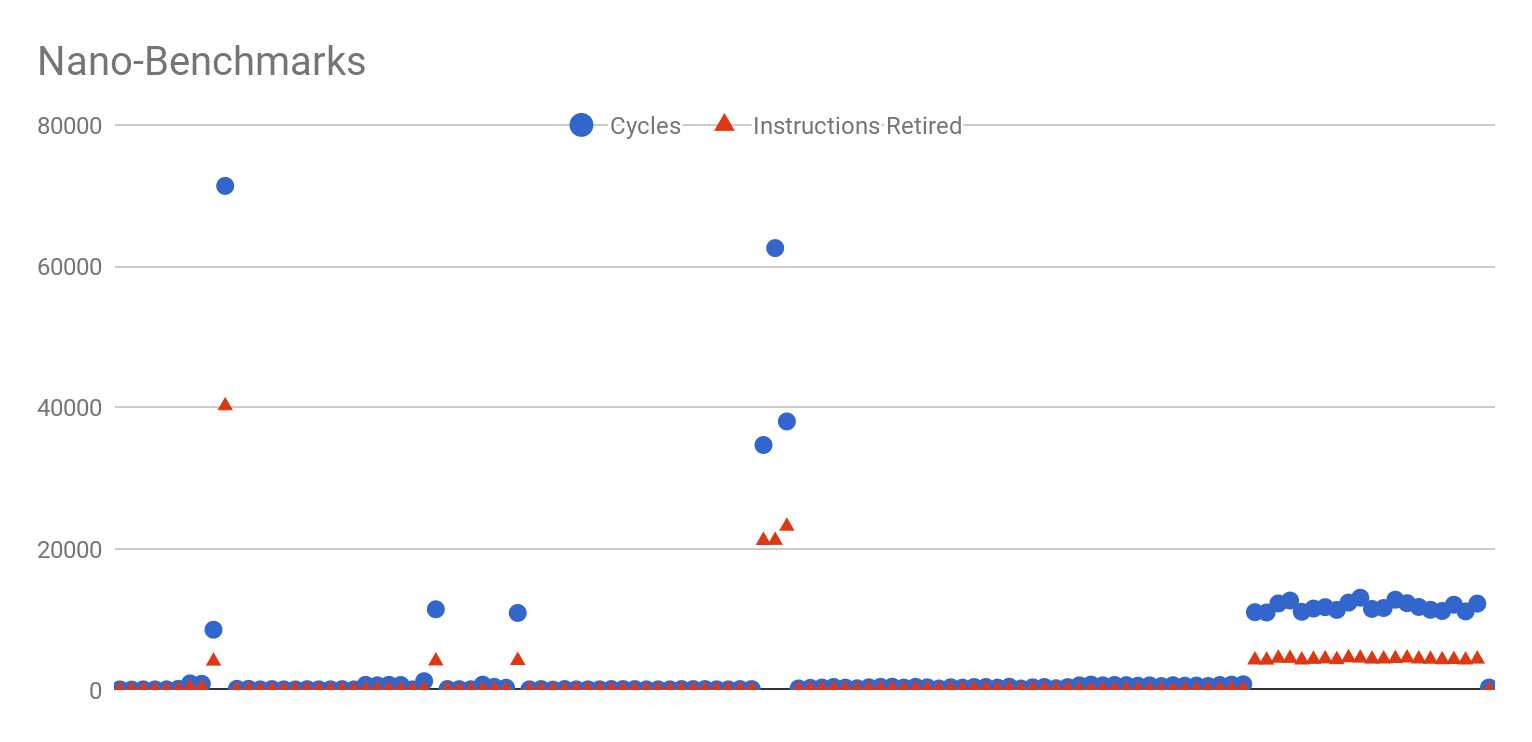 Nano-Benchmarks
Cycles
Instructions Retired
80000
60000
40000
20000
0